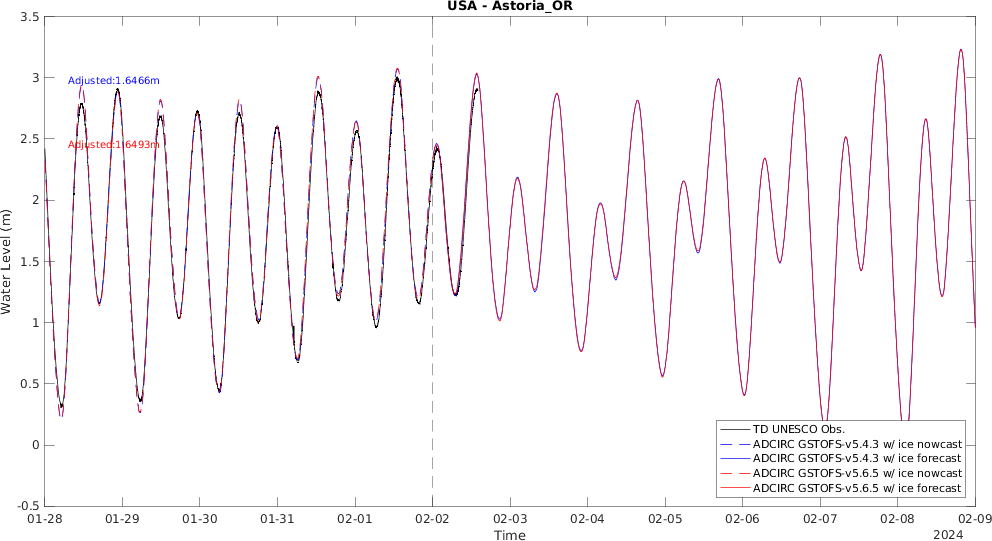 USA - Astoria_OR
3.5
3
2.5
2
1.5
1
0.5
0
-0.5
Water Level (m)
Adjusted:1.6466m
Adjusted:1.6493m
TD UNESCO Obs.
ADCIRC GSTOFS-v5.4.3 w/ ice nowcast
ADCIRC GSTOFS-v5.4.3 w/ ice forecast
ADCIRC GSTOFS-v5.6.5 w/ ice nowcast
ADCIRC GSTOFS-v5.6.5 w/ ice forecast
01-28 01-29 01-30 01-31 02-01 02-02 02-03 02-04 02-05 02-06 02-07 02-08 02-09
Time
2024